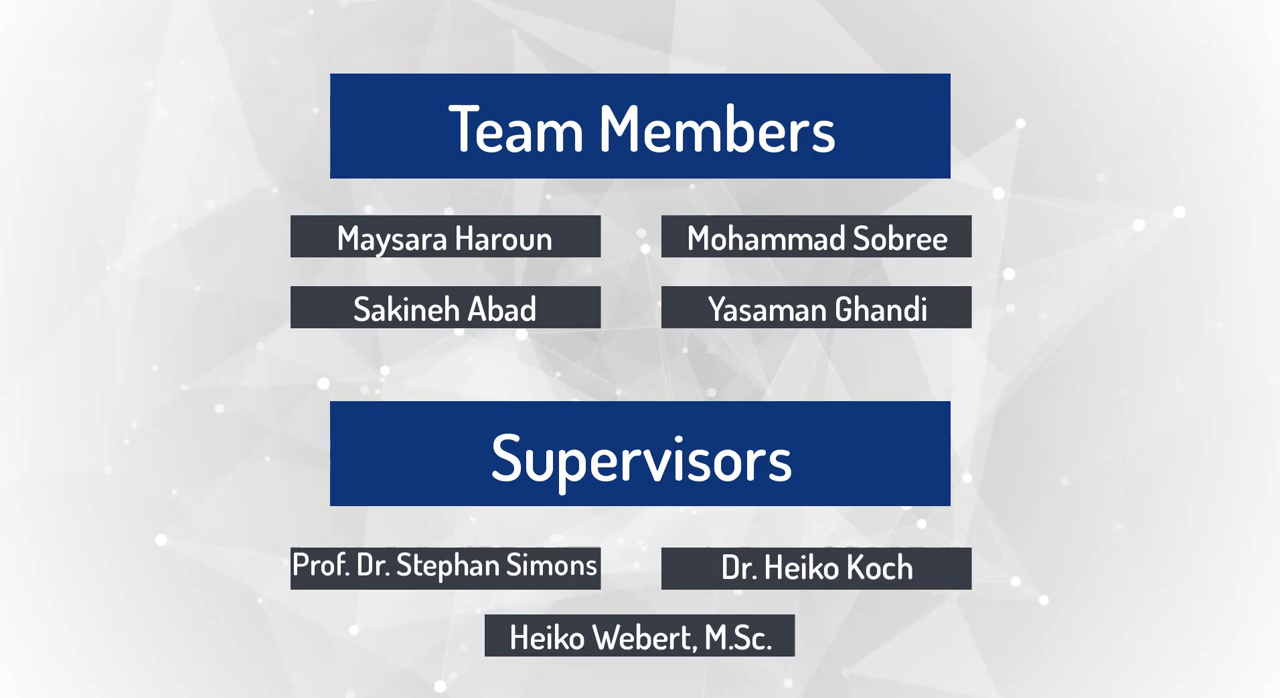 Team Members
Maysara Haroun
Mohammad Sobree
Sakineh Abad
Yasaman Ghandi
Supervisors
Prof. Dr. Stephan Simons
Dr. Heiko Koch
Heiko Webert, M.Sc.